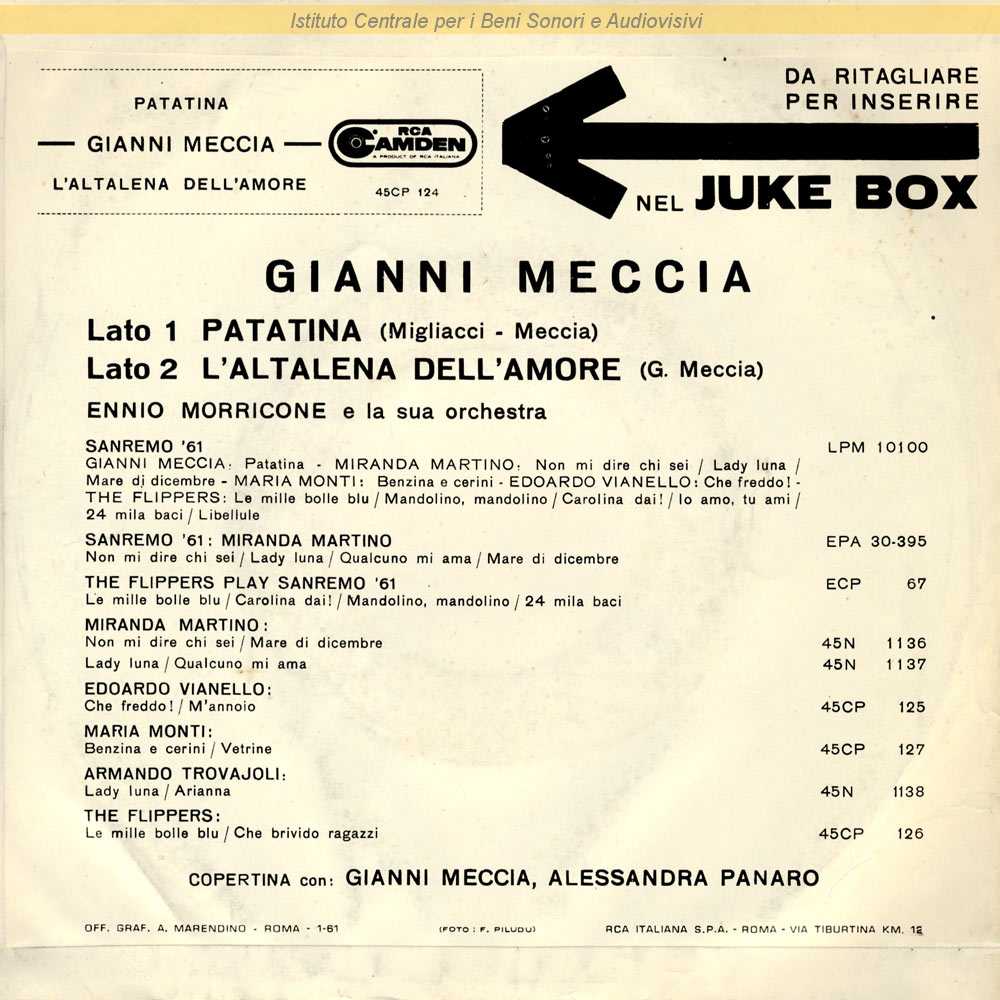 Istituto Centrale per i Beni Sonori e Audiovisivi
PATATINA
GIANNI MECCIA
L'ALTALENA DELL'AMORE
RCA
CAMDEN
A PRODUCT OF RCA ITALIANA
45CP 124
DA RITAGLIARE
PER INSERIRE
NEL JUKE BOX
GIANNI MECCIA
Lato 1 PATATINA (Migliacci - Meccia)
Lato 2 L'ALTALENA DELL'AMORE (G. Meccia)
ENNIO MORRICONE e la sua orchestra
SANREMO '61 LPM 10100
GIANNI MECCIA: Patatina - MIRANDA MARTINO: Non mi dire chi sei / Lady luna /
Mare di dicembre - MARIA MONTI: Benzina e cerini - EDOARDO VIANELLO: Che freddo! -
THE FLIPPERS: Le mille bolle blu / Mandolino, mandolino / Carolina dai! / Io amo, tu ami /
24 mila baci / Libellule
SANREMO '61: MIRANDA MARTINO EPA 30-395
Non mi dire chi sei / Lady luna / Qualcuno mi ama / Mare di dicembre
THE FLIPPERS PLAY SANREMO '61 ECP 67
Le mille bolle blu / Carolina dai! / Mandolino, mandolino / 24 mila baci
MIRANDA MARTINO:
Non mi dire chi sei / Mare di dicembre 45N 1136
Lady luna / Qualcuno mi ama 45N 1137
EDOARDO VIANELLO:
Che freddo! / M'annoio 45CP 125
MARIA MONTI:
Benzina e cerini / Vetrine 45CP 127
ARMANDO TROVAJOLI:
Lady luna / Arianna 45N 1138
THE FLIPPERS:
Le mille bolle blu / Che brivido ragazzi 45CP 126
COPERTINA con: GIANNI MECCIA, ALESSANDRA PANARO
OFF. GRAF. A. MARENDINO - ROMA - 1-61 (FOTO: F. PILUDU) RCA ITALIANA S.P.A. - ROMA - VIA TIBURTINA KM. 12